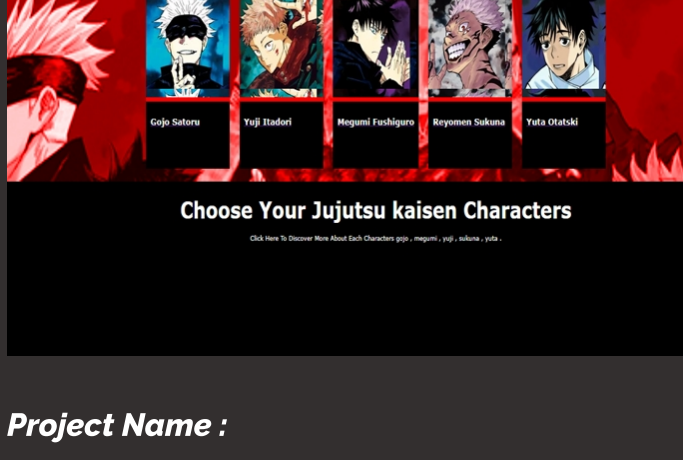 Gojo Satoru Yuji Itadori Megumi Fushiguro Reyomen Sukuna Yuta Otatski
Choose Your Jujutsu kaisen Characters
Click Here To Discover More About Each Characters gojo , megumi , yuji , sukuna , yuta .
Project Name :